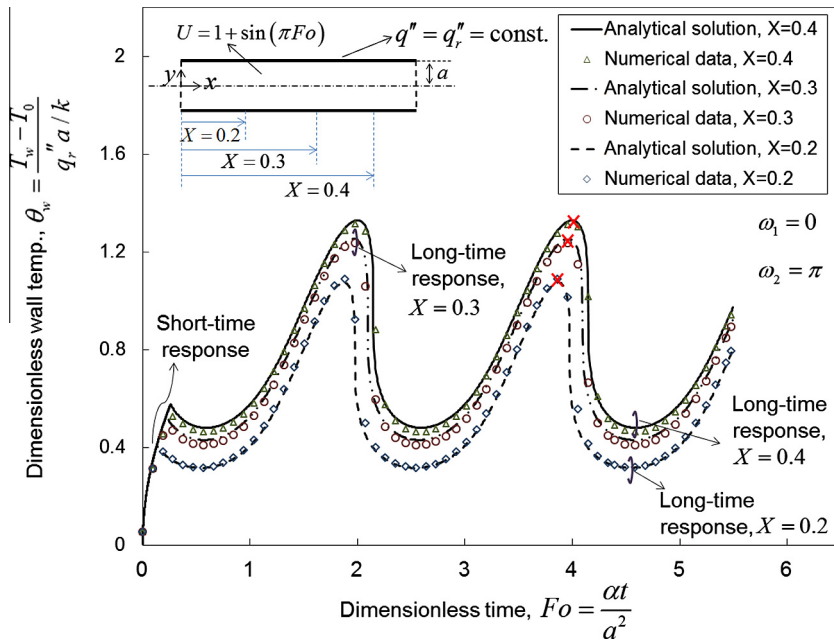 2
1.6
1.2
0.8
0.4
0
0
1
2
3
4
5
6
Dimensionless wall temp., θ_w = (T_w − T_0) / (q_r″ a / k)
Dimensionless time, Fo = αt / a²
U = 1 + sin(πFo)
q″ = q_r″ = const.
y
x
a
X = 0.2
X = 0.3
X = 0.4
Analytical solution, X=0.4
Numerical data, X=0.4
Analytical solution, X=0.3
Numerical data, X=0.3
Analytical solution, X=0.2
Numerical data, X=0.2
ω₁ = 0
ω₂ = π
Short-time
response
Long-time
response,
X = 0.3
Long-time
response,
X = 0.4
Long-time
response, X = 0.2